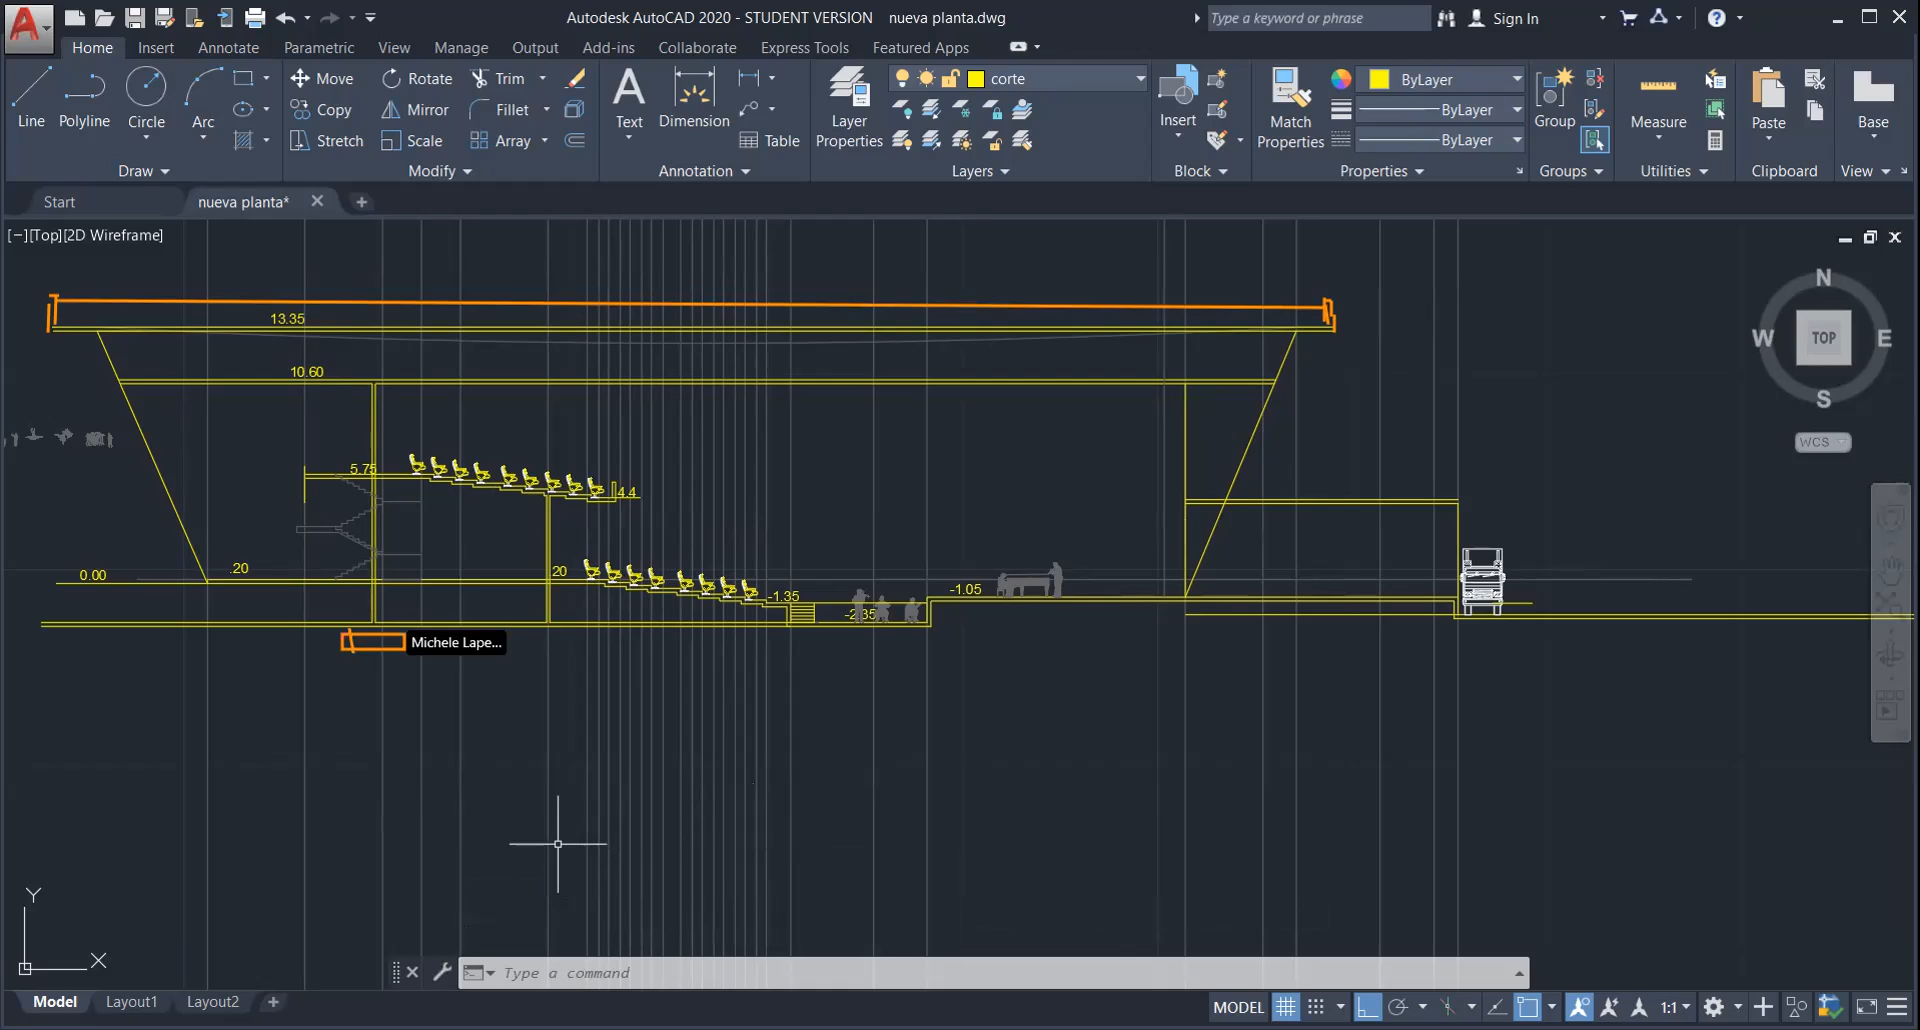 Autodesk AutoCAD 2020 - STUDENT VERSION nueva planta.dwg
Type a keyword or phrase
Sign In
Home Insert Annotate Parametric View Manage Output Add-ins Collaborate Express Tools Featured Apps
Line Polyline Circle Arc
Move Rotate Trim
Copy Mirror Fillet
Stretch Scale Array
Text Dimension Table
Layer Properties
corte
Insert
Match Properties
ByLayer
ByLayer
ByLayer
Group
Measure
Paste
Base
Draw Modify Annotation Layers Block Properties Groups Utilities Clipboard View
Start nueva planta*
[−][Top][2D Wireframe]
N
W TOP E
S
WCS
13.35
10.60
5.75
4.4
0.00 .20 20
-1.35 -1.05
-2.35
Michele Lape...
Y
X
Type a command
Model Layout1 Layout2
MODEL 1:1